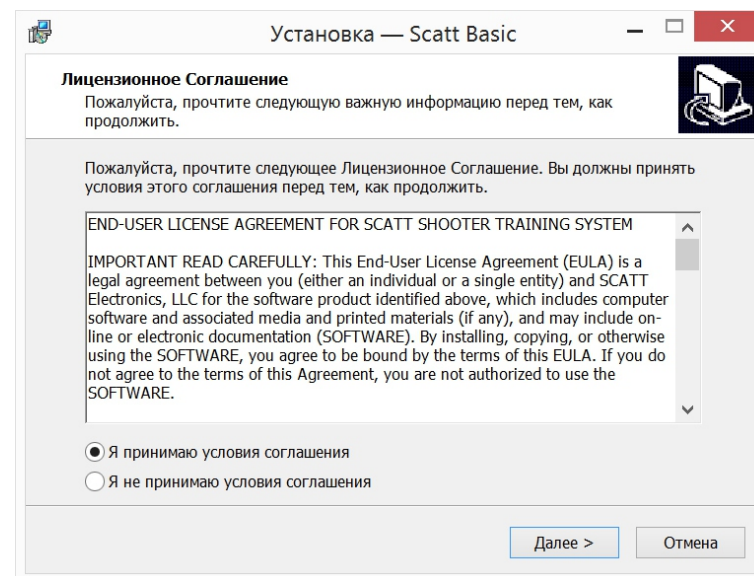 Установка — Scatt Basic
Лицензионное Соглашение
Пожалуйста, прочтите следующую важную информацию перед тем, как
продолжить.
Пожалуйста, прочтите следующее Лицензионное Соглашение. Вы должны принять
условия этого соглашения перед тем, как продолжить.
END-USER LICENSE AGREEMENT FOR SCATT SHOOTER TRAINING SYSTEM
IMPORTANT READ CAREFULLY: This End-User License Agreement (EULA) is a
legal agreement between you (either an individual or a single entity) and SCATT
Electronics, LLC for the software product identified above, which includes computer
software and associated media and printed materials (if any), and may include on-
line or electronic documentation (SOFTWARE). By installing, copying, or otherwise
using the SOFTWARE, you agree to be bound by the terms of this EULA. If you do
not agree to the terms of this Agreement, you are not authorized to use the
SOFTWARE.
Я принимаю условия соглашения
Я не принимаю условия соглашения
Далее > Отмена